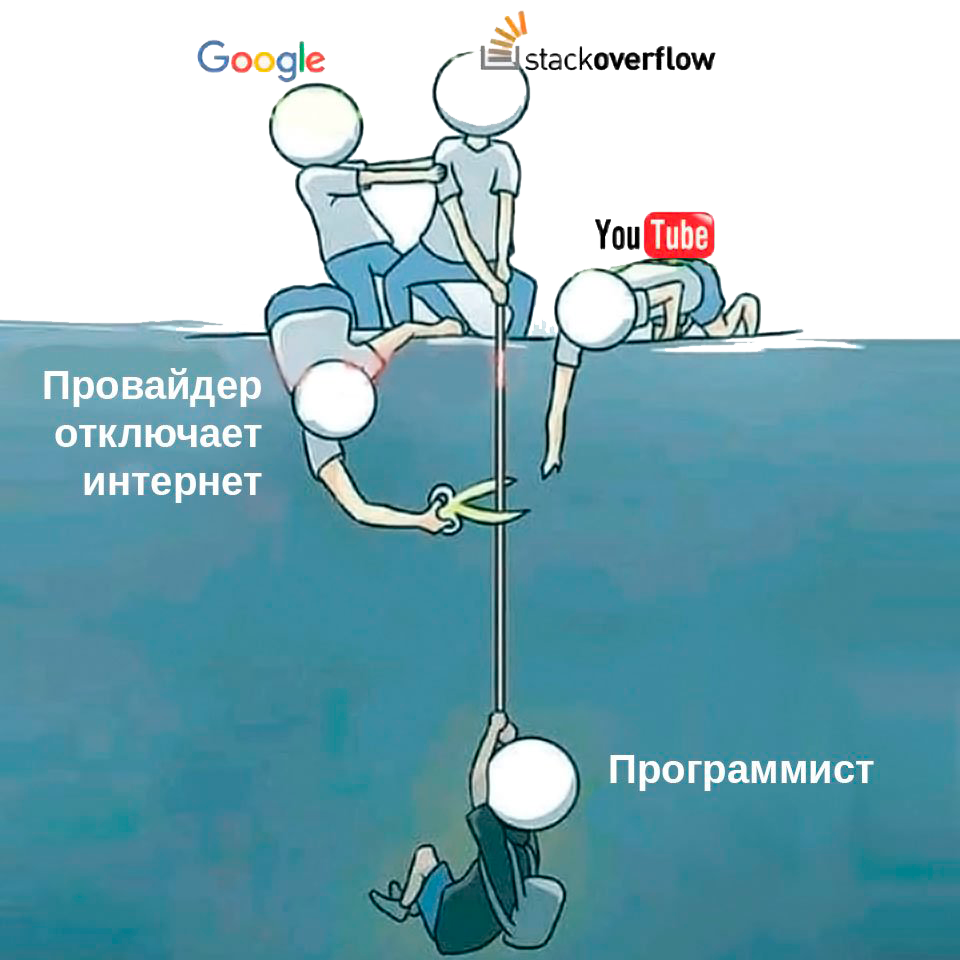 Google
stackoverflow
YouTube
Провайдер
отключает
интернет
Программист